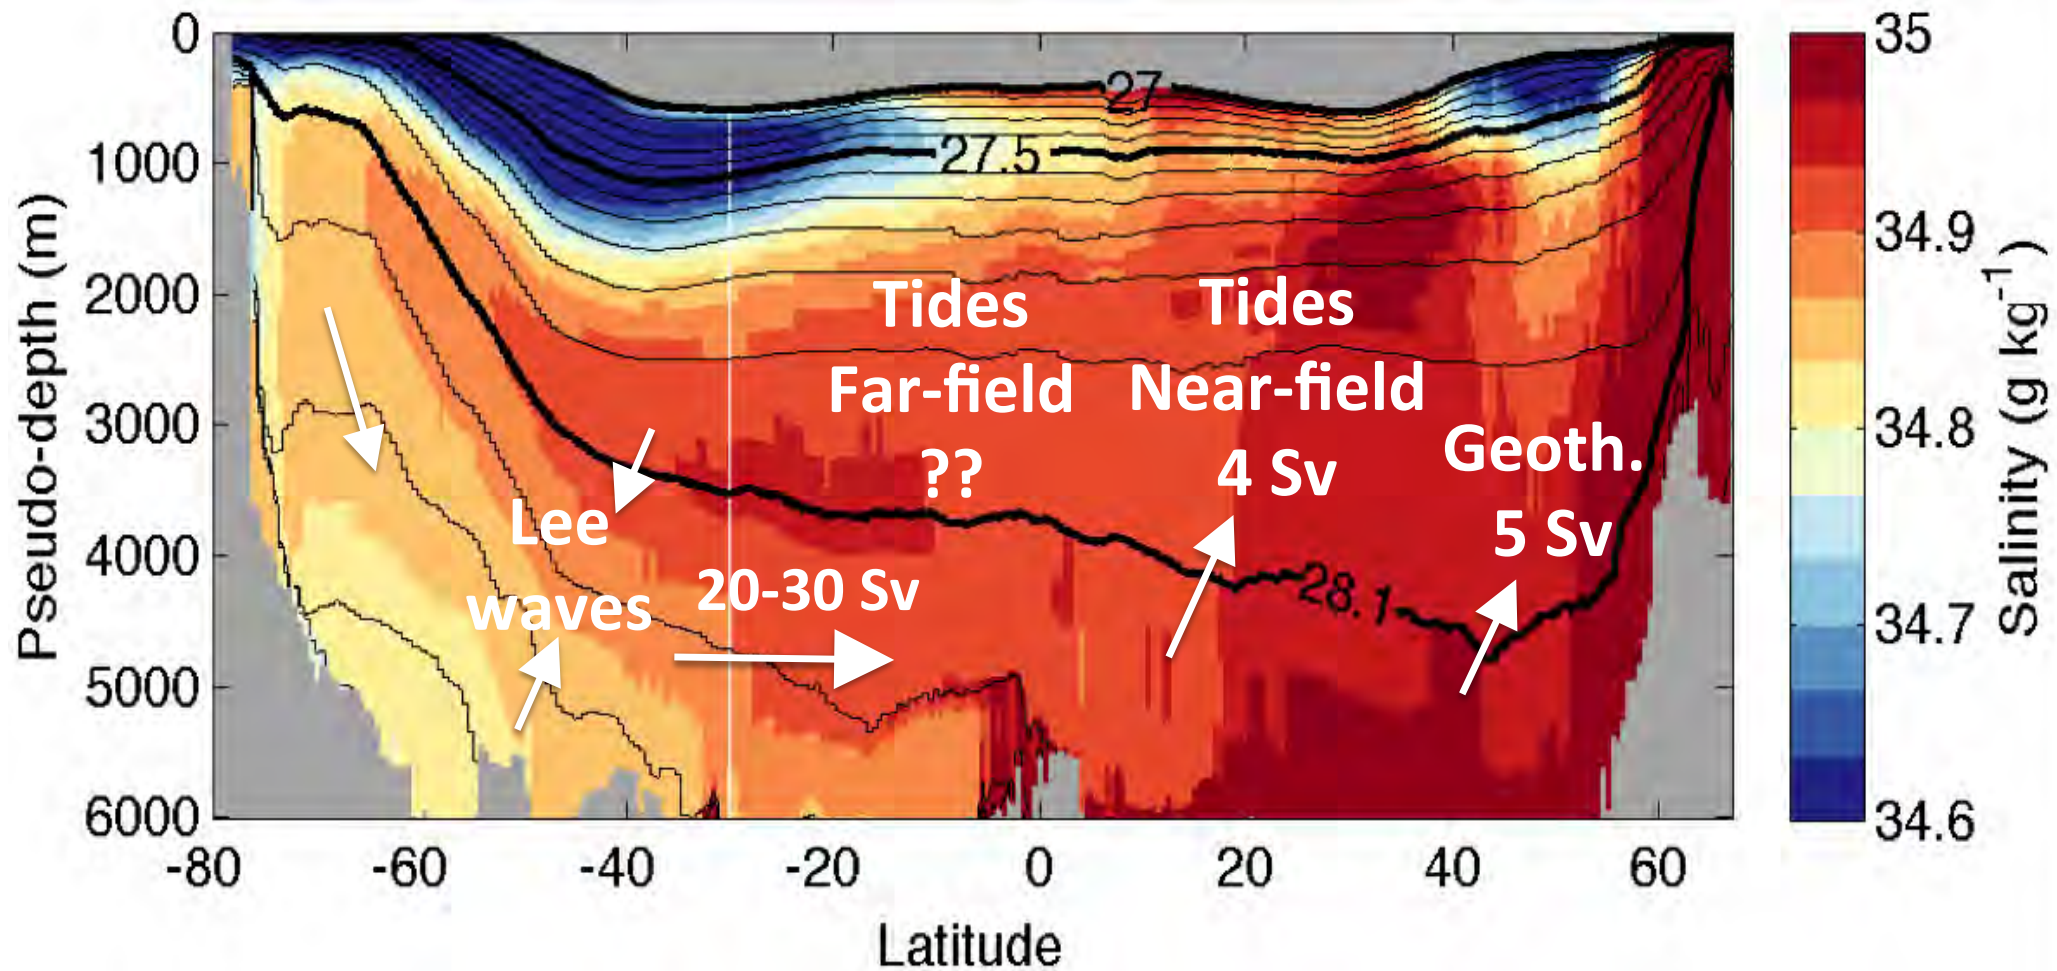 0
1000
2000
3000
4000
5000
6000
Pseudo-depth (m)
-80
-60
-40
-20
0
20
40
60
Latitude
27
27.5
28.1
Tides
Far-field
??
Tides
Near-field
4 Sv
Geoth.
5 Sv
Lee
waves
20-30 Sv
35
34.9
34.8
34.7
34.6
Salinity (g kg⁻¹)